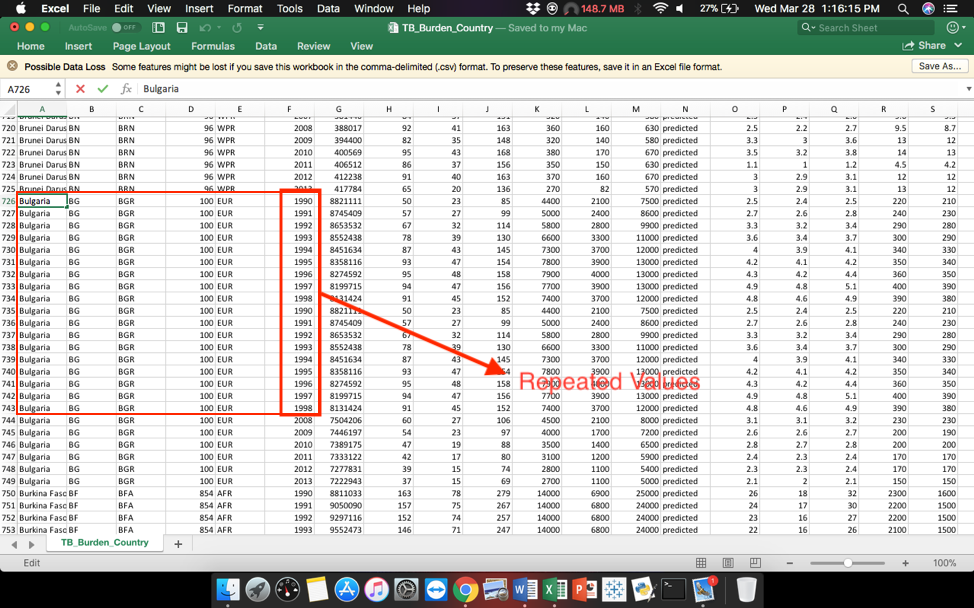 Excel File Edit View Insert Format Tools Data Window Help 148.7 MB 27% Wed Mar 28 1:16:15 PM
AutoSave OFF TB_Burden_Country — Saved to my Mac Search Sheet
Home Insert Page Layout Formulas Data Review View Share
Possible Data Loss Some features might be lost if you save this workbook in the comma-delimited (.csv) format. To preserve these features, save it in an Excel file format. Save As...
A726 fx Bulgaria
A B C D E F G H I J K L M N O P Q R S
720 Brunei Darus BN BRN 96 WPR 2008 388017 92 41 163 360 160 630 predicted 2.5 2.2 2.7 9.5 8.7
721 Brunei Darus BN BRN 96 WPR 2009 394400 82 35 148 320 140 580 predicted 3.3 3 3.6 13 12
722 Brunei Darus BN BRN 96 WPR 2010 400569 95 43 168 380 170 670 predicted 3.5 3.2 3.8 14 13
723 Brunei Darus BN BRN 96 WPR 2011 406512 86 37 156 350 150 630 predicted 1.1 1 1.2 4.5 4.2
724 Brunei Darus BN BRN 96 WPR 2012 412238 91 40 163 370 160 670 predicted 3 2.9 3.1 12 12
725 Brunei Darus BN BRN 96 WPR 2013 417784 65 20 136 270 82 570 predicted 3 2.9 3.1 13 12
726 Bulgaria BG BGR 100 EUR 1990 8821111 50 23 85 4400 2100 7500 predicted 2.5 2.4 2.5 220 210
727 Bulgaria BG BGR 100 EUR 1991 8745409 57 27 99 5000 2400 8600 predicted 2.7 2.6 2.8 240 230
728 Bulgaria BG BGR 100 EUR 1992 8653532 67 32 114 5800 2800 9900 predicted 3.3 3.2 3.4 290 280
729 Bulgaria BG BGR 100 EUR 1993 8552438 78 39 130 6600 3300 11000 predicted 3.6 3.4 3.7 300 290
730 Bulgaria BG BGR 100 EUR 1994 8451634 87 43 145 7300 3700 12000 predicted 4 3.9 4.1 340 330
731 Bulgaria BG BGR 100 EUR 1995 8358116 93 47 154 7800 3900 13000 predicted 4.2 4.1 4.2 350 340
732 Bulgaria BG BGR 100 EUR 1996 8274592 95 48 158 7900 4000 13000 predicted 4.3 4.2 4.4 360 350
733 Bulgaria BG BGR 100 EUR 1997 8199715 94 47 156 7700 3900 13000 predicted 4.9 4.8 5.1 400 390
734 Bulgaria BG BGR 100 EUR 1998 8131424 91 45 152 7400 3700 12000 predicted 4.8 4.6 4.9 390 380
735 Bulgaria BG BGR 100 EUR 1990 8821111 50 23 85 4400 2100 7500 predicted 2.5 2.4 2.5 220 210
736 Bulgaria BG BGR 100 EUR 1991 8745409 57 27 99 5000 2400 8600 predicted 2.7 2.6 2.8 240 230
737 Bulgaria BG BGR 100 EUR 1992 8653532 67 32 114 5800 2800 9900 predicted 3.3 3.2 3.4 290 280
738 Bulgaria BG BGR 100 EUR 1993 8552438 78 39 130 6600 3300 11000 predicted 3.6 3.4 3.7 300 290
739 Bulgaria BG BGR 100 EUR 1994 8451634 87 43 145 7300 3700 12000 predicted 4 3.9 4.1 340 330
740 Bulgaria BG BGR 100 EUR 1995 8358116 93 47 154 7800 3900 13000 predicted 4.2 4.1 4.2 350 340
Repeated Values
741 Bulgaria BG BGR 100 EUR 1996 8274592 95 48 158 7900 4000 13000 predicted 4.3 4.2 4.4 360 350
742 Bulgaria BG BGR 100 EUR 1997 8199715 94 47 156 7700 3900 13000 predicted 4.9 4.8 5.1 400 390
743 Bulgaria BG BGR 100 EUR 1998 8131424 91 45 152 7400 3700 12000 predicted 4.8 4.6 4.9 390 380
744 Bulgaria BG BGR 100 EUR 2008 7504206 60 27 106 4500 2100 8000 predicted 3.1 3.1 3.2 230 230
745 Bulgaria BG BGR 100 EUR 2009 7446197 54 23 97 4000 1700 7200 predicted 2.6 2.6 2.7 200 190
746 Bulgaria BG BGR 100 EUR 2010 7389175 47 19 88 3500 1400 6500 predicted 2.8 2.7 2.8 200 200
747 Bulgaria BG BGR 100 EUR 2011 7333122 42 17 80 3100 1200 5900 predicted 2.4 2.3 2.4 170 170
748 Bulgaria BG BGR 100 EUR 2012 7277831 39 15 74 2800 1100 5400 predicted 2.3 2.3 2.4 170 170
749 Bulgaria BG BGR 100 EUR 2013 7222943 37 15 69 2700 1100 5000 predicted 2.1 2 2.1 150 150
750 Burkina Faso BF BFA 854 AFR 1990 8811033 163 78 279 14000 6900 25000 predicted 26 18 32 2300 1600
751 Burkina Faso BF BFA 854 AFR 1991 9050090 157 75 267 14000 6800 24000 predicted 24 17 30 2200 1500
752 Burkina Faso BF BFA 854 AFR 1992 9297116 152 74 257 14000 6800 24000 predicted 23 16 27 2200 1500
753 Burkina Faso BF BFA 854 AFR 1993 9552473 146 71 247 14000 6800 24000 predicted 22 16 26 2100 1500
TB_Burden_Country +
Edit 100%